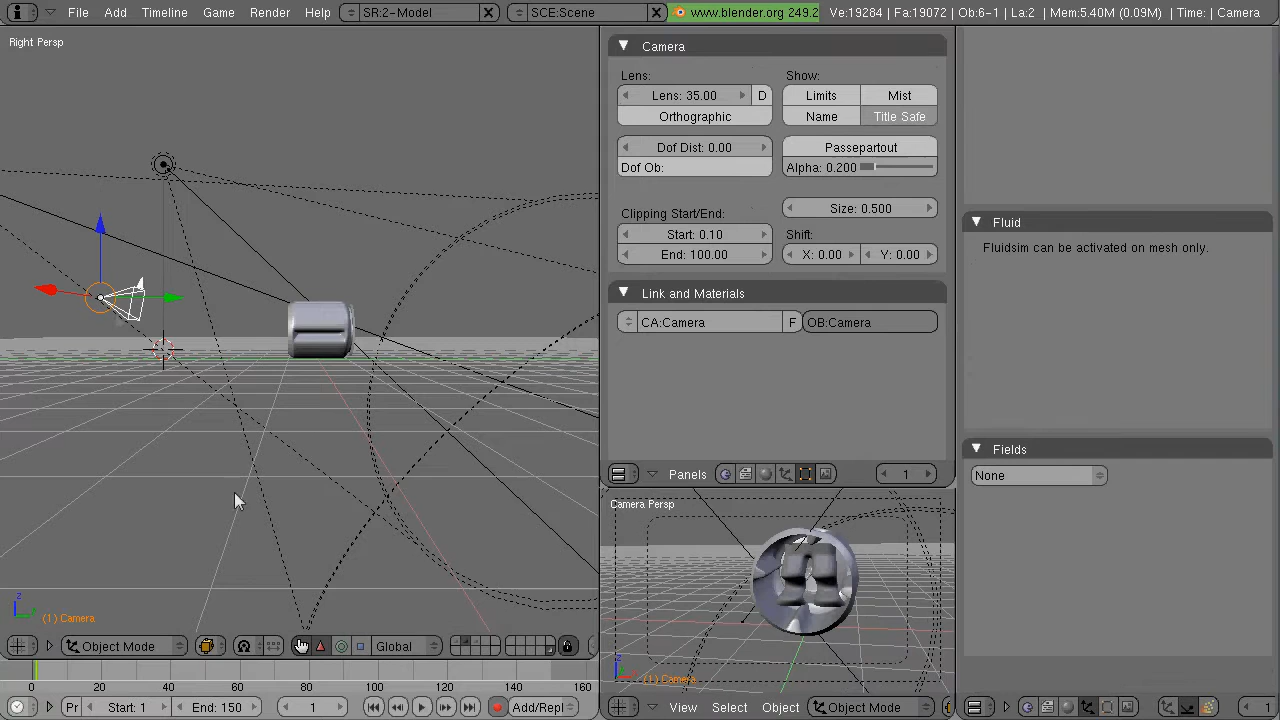 File Add Timeline Game Render Help SR:2-Model SCE:Scene www.blender.org 249.2 Ve:19284 | Fa:19072 | Ob:6-1 | La:2 | Mem:5.40M (0.09M) | Time: | Camera
Right Persp
Camera
Lens:
Show:
Lens: 35.00 D
Limits Mist
Orthographic
Name Title Safe
Dof Dist: 0.00
Passepartout
Dof Ob:
Alpha: 0.200
Clipping Start/End:
Size: 0.500
Start: 0.10
Shift:
End: 100.00
X: 0.00 Y: 0.00
Link and Materials
CA:Camera F OB:Camera
Panels 1
Fluid
Fluidsim can be activated on mesh only.
Fields
None
Camera Persp
z
(1) Camera
Object Mode Global
z
(1) Camera
0 20 40 60 80 100 120 140 160
Pr Start: 1 End: 150 1 Add/Repl
View Select Object Object Mode
1